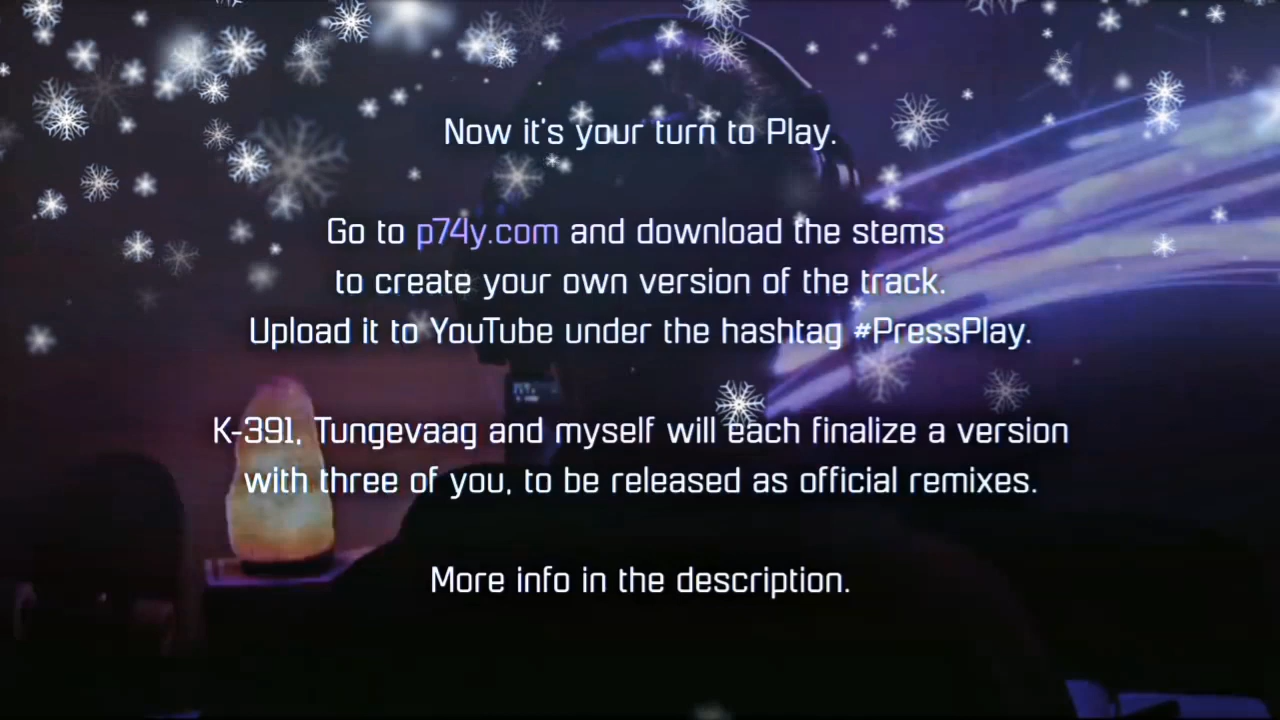 Now it's your turn to Play.
Go to p74y.com and download the stems
to create your own version of the track.
Upload it to YouTube under the hashtag #PressPlay.
K-391, Tungevaag and myself will each finalize a version
with three of you, to be released as official remixes.
More info in the description.